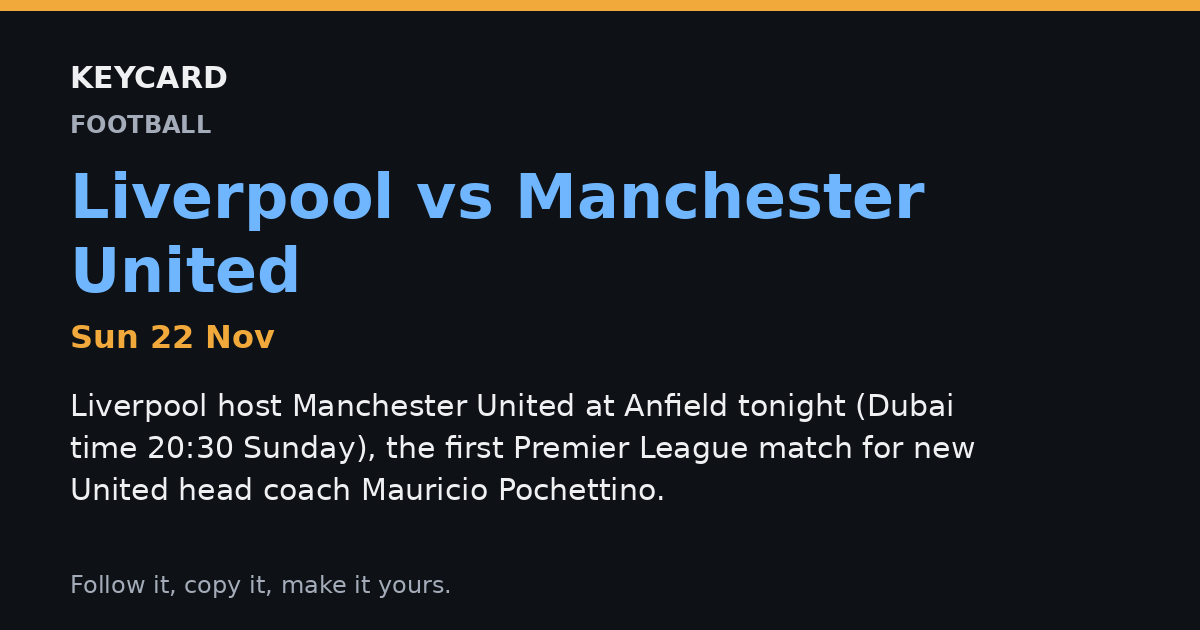 KEYCARD
FOOTBALL
Liverpool vs Manchester
United
Sun 22 Nov
Liverpool host Manchester United at Anfield tonight (Dubai
time 20:30 Sunday), the first Premier League match for new
United head coach Mauricio Pochettino.
Follow it, copy it, make it yours.